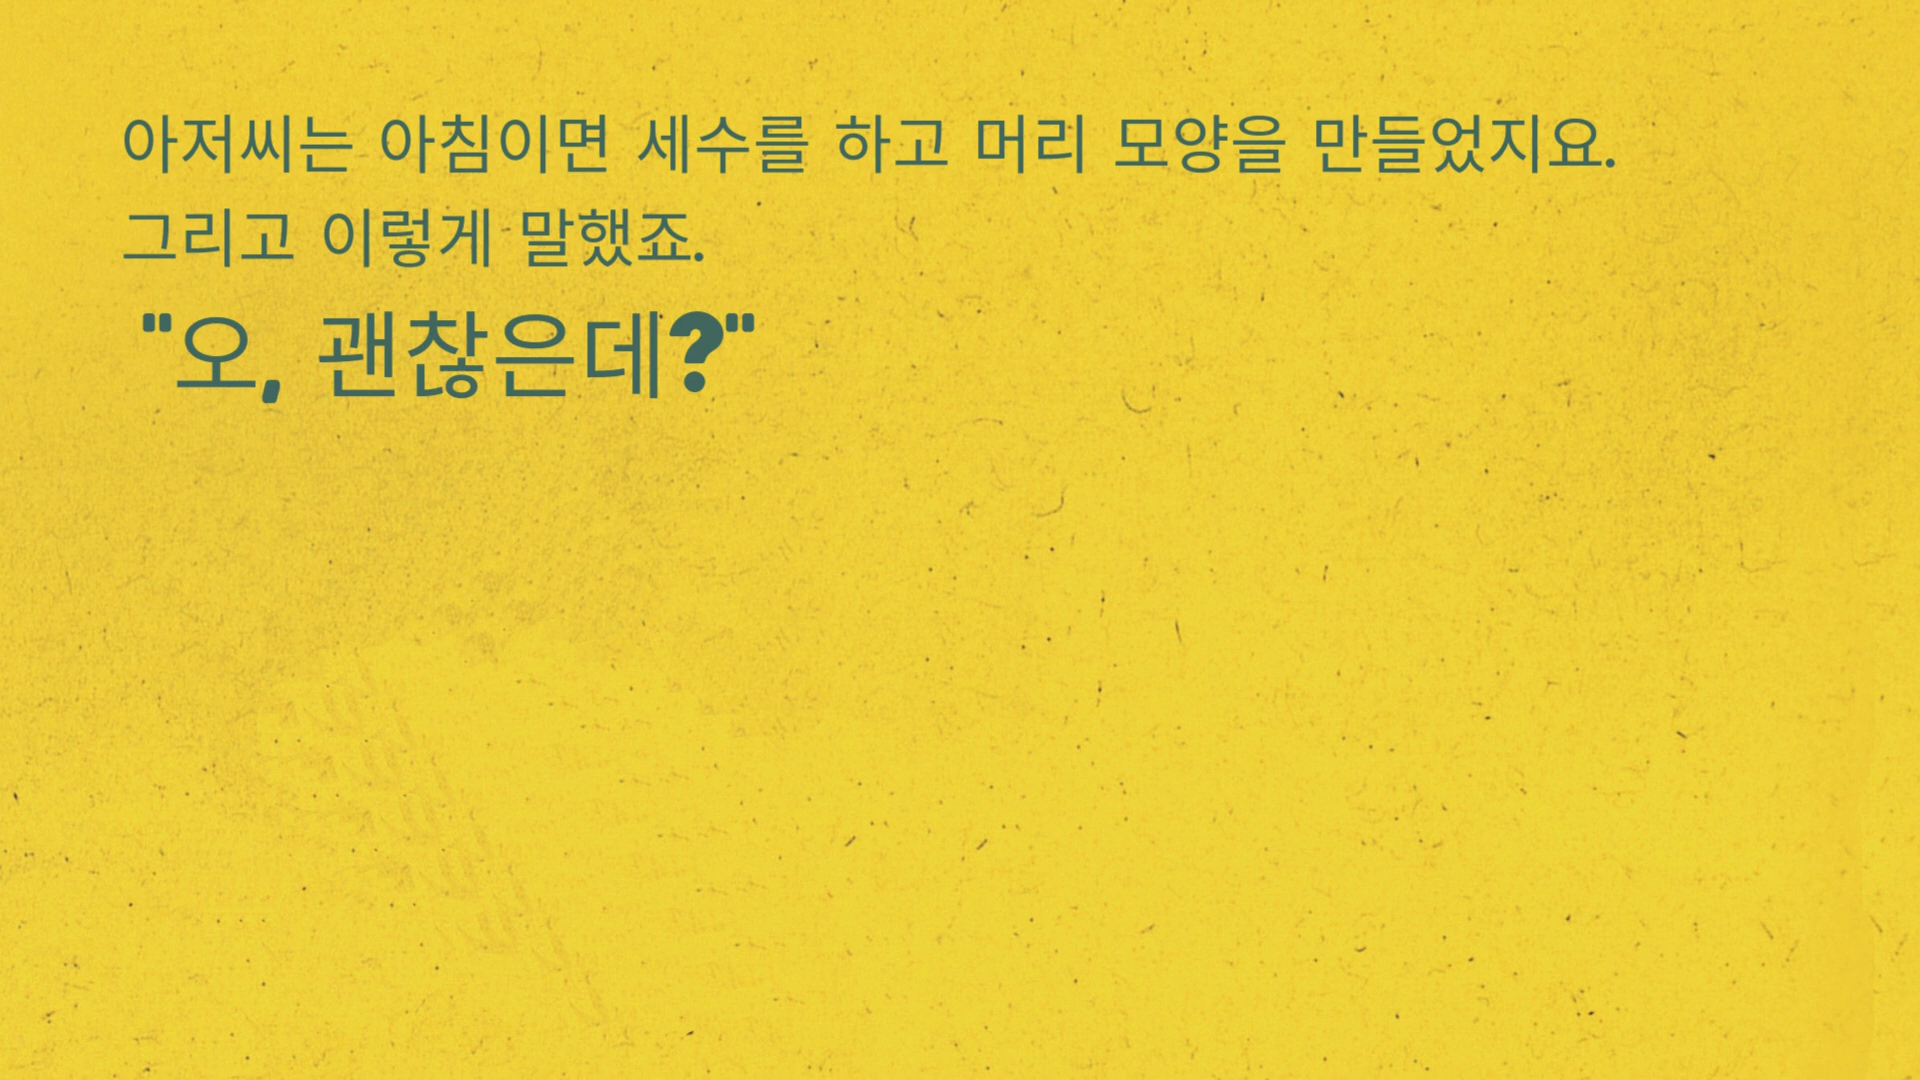 아저씨는 아침이면 세수를 하고 머리 모양을 만들었지요.
그리고 이렇게 말했죠.
"오, 괜찮은데?"